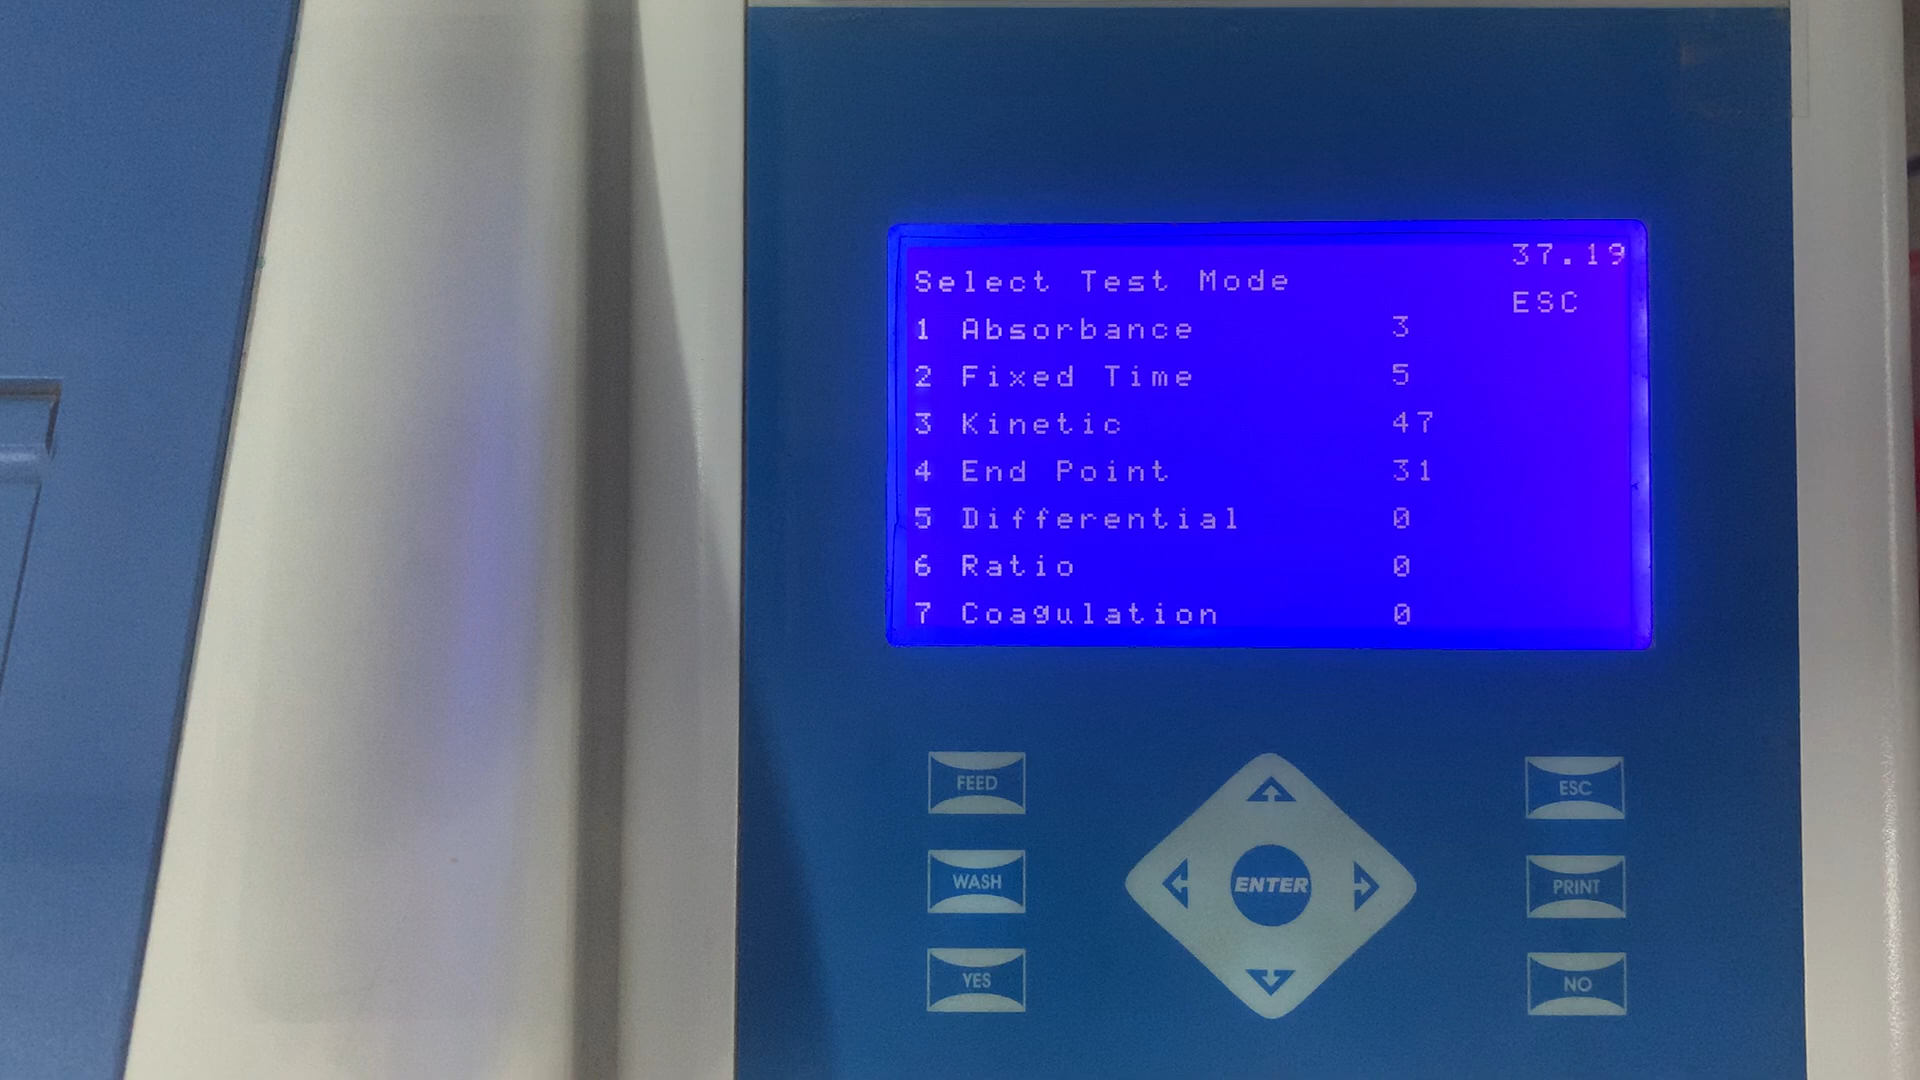 37.19
Select Test Mode
ESC
1 Absorbance 3
2 Fixed Time 5
3 Kinetic 47
4 End Point 31
5 Differential 0
6 Ratio 0
7 Coagulation 0
FEED
ESC
WASH
ENTER
PRINT
YES
NO